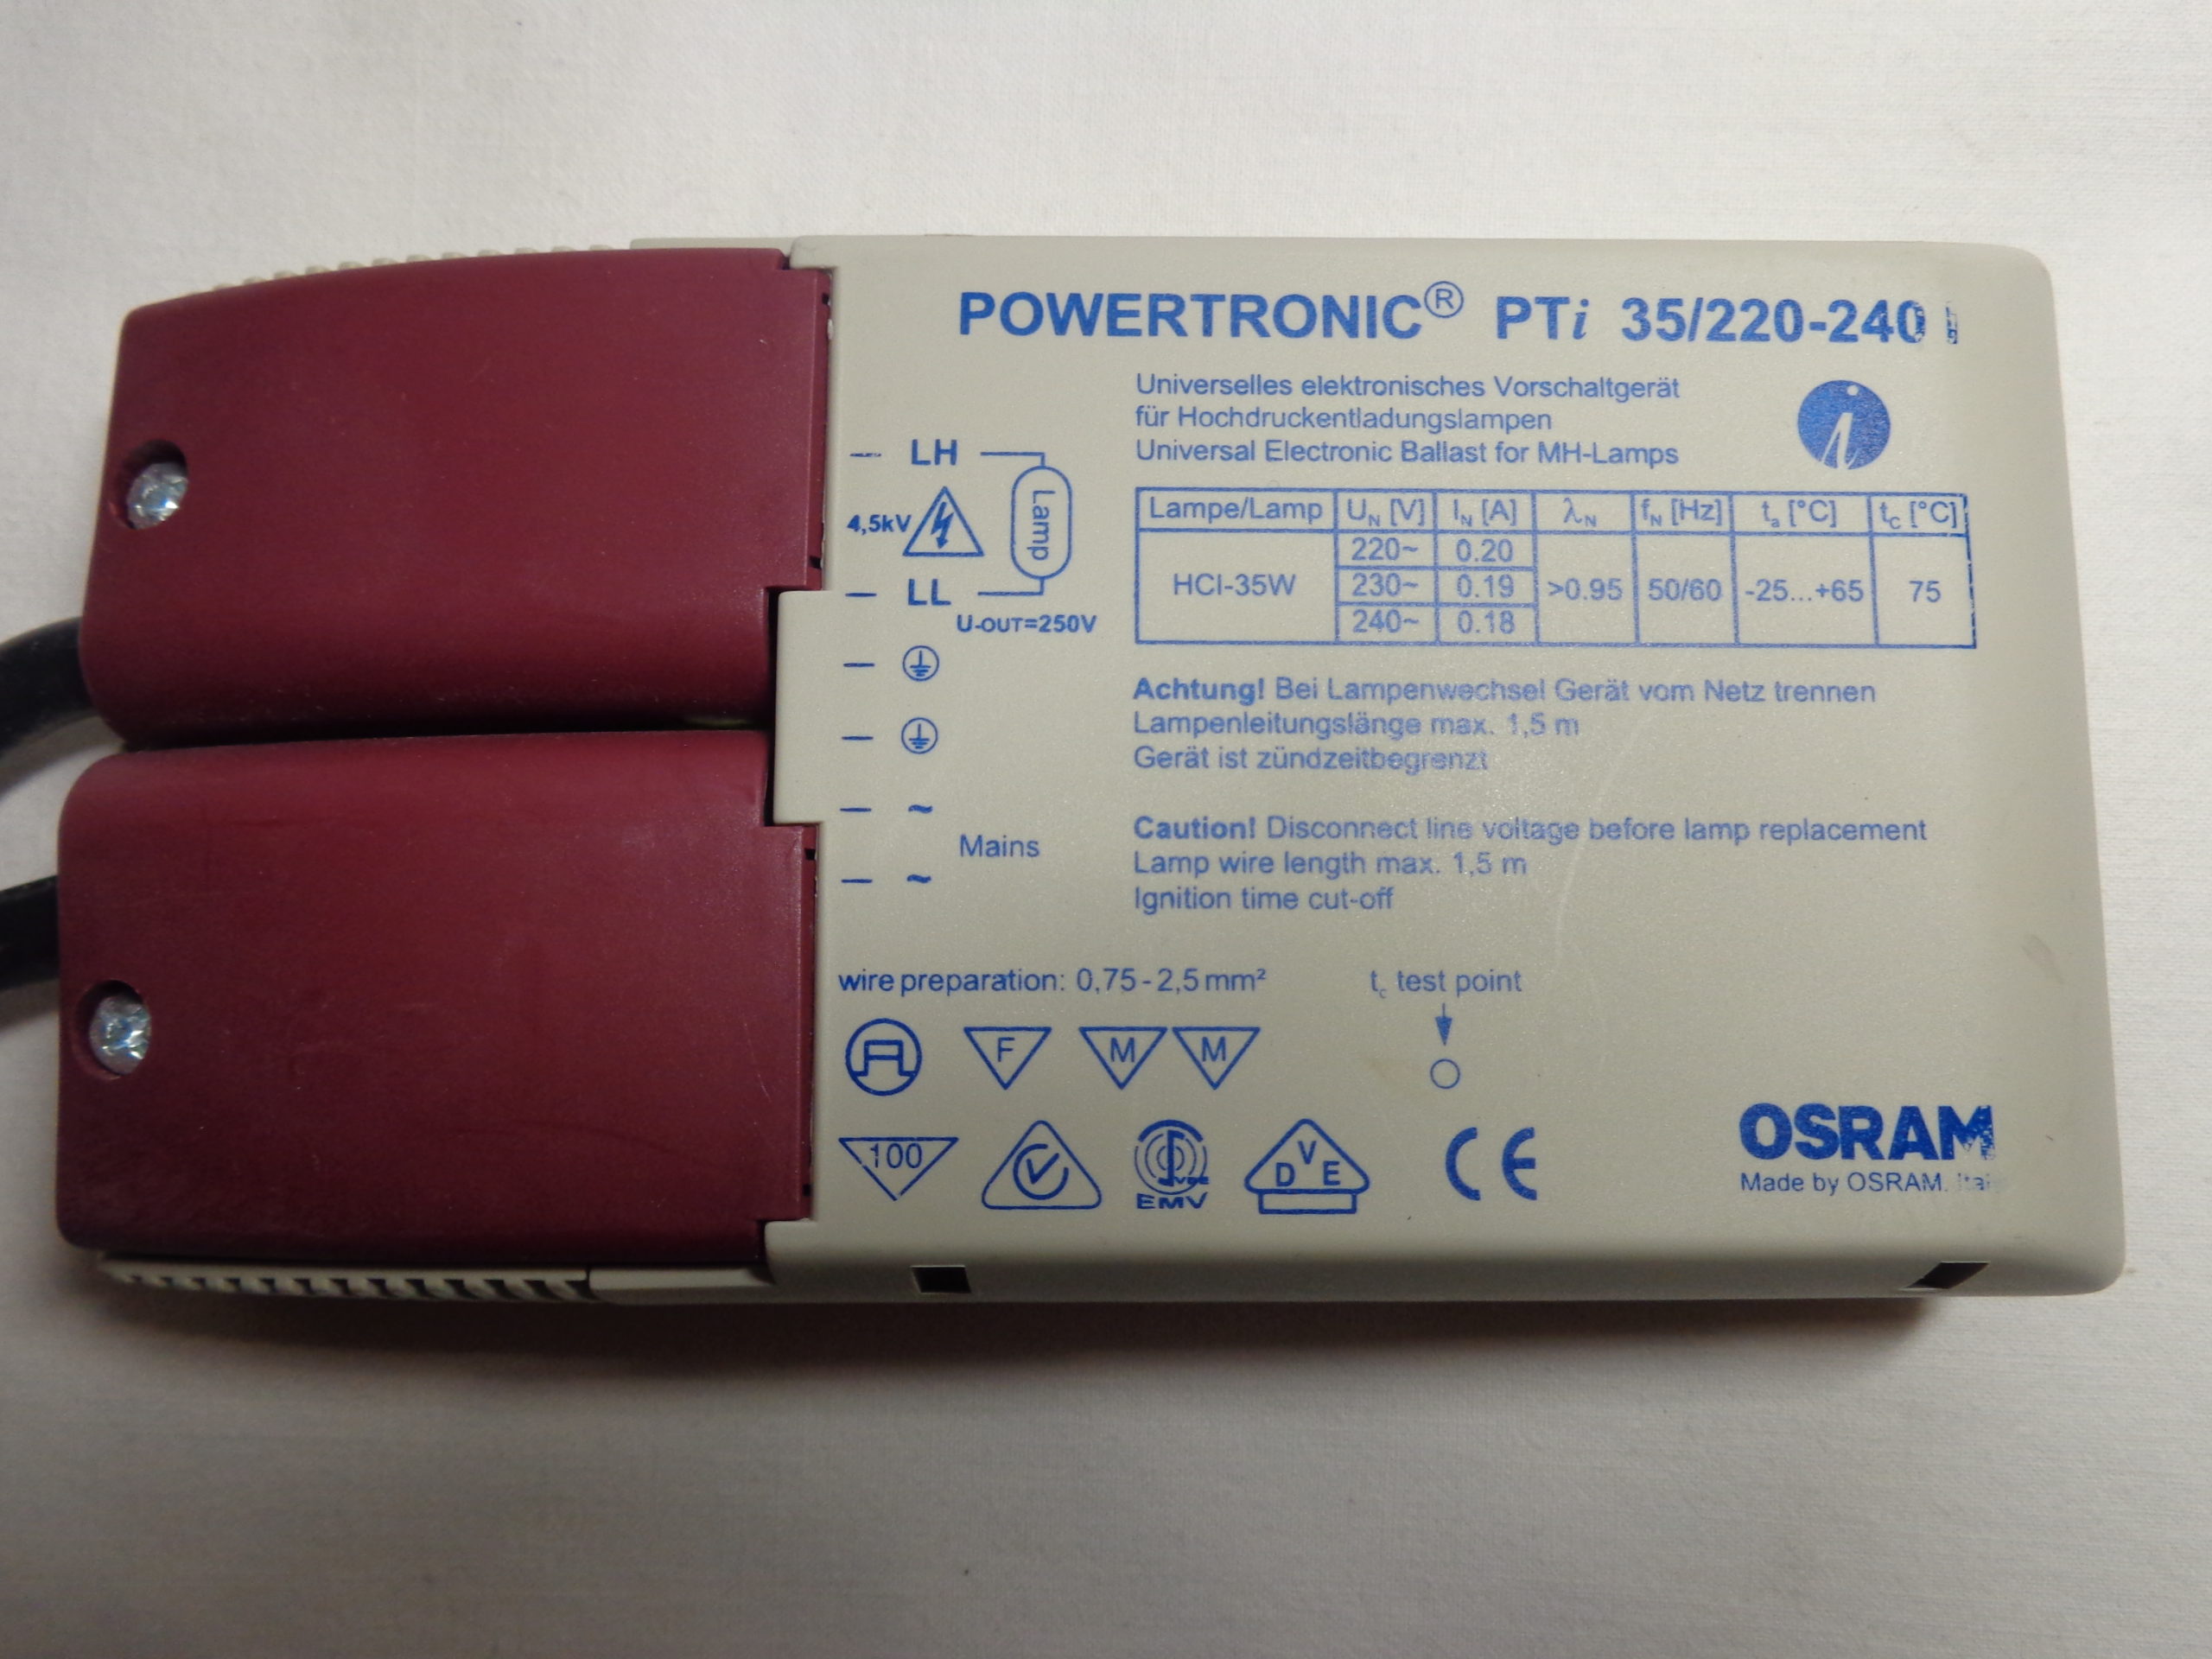 POWERTRONIC® PTi 35/220-240
Universelles elektronisches Vorschaltgerät
für Hochdruckentladungslampen
Universal Electronic Ballast for MH-Lamps
i
LH
4,5kV
Lamp
LL
U-OUT=250V
~
Mains
~
Lampe/Lamp UN [V] IN [A] λN fN [Hz] ta [°C] tc [°C]
HCI-35W 220~ 0.20 >0.95 50/60 -25...+65 75
230~ 0.19
240~ 0.18
Achtung! Bei Lampenwechsel Gerät vom Netz trennen
Lampenleitungslänge max. 1,5 m
Gerät ist zündzeitbegrenzt
Caution! Disconnect line voltage before lamp replacement
Lamp wire length max. 1,5 m
Ignition time cut-off
wire preparation: 0,75-2,5mm²
tc test point
F M M
100
VDE
EMV
DVE
CE
OSRAM
Made by OSRAM. Italy